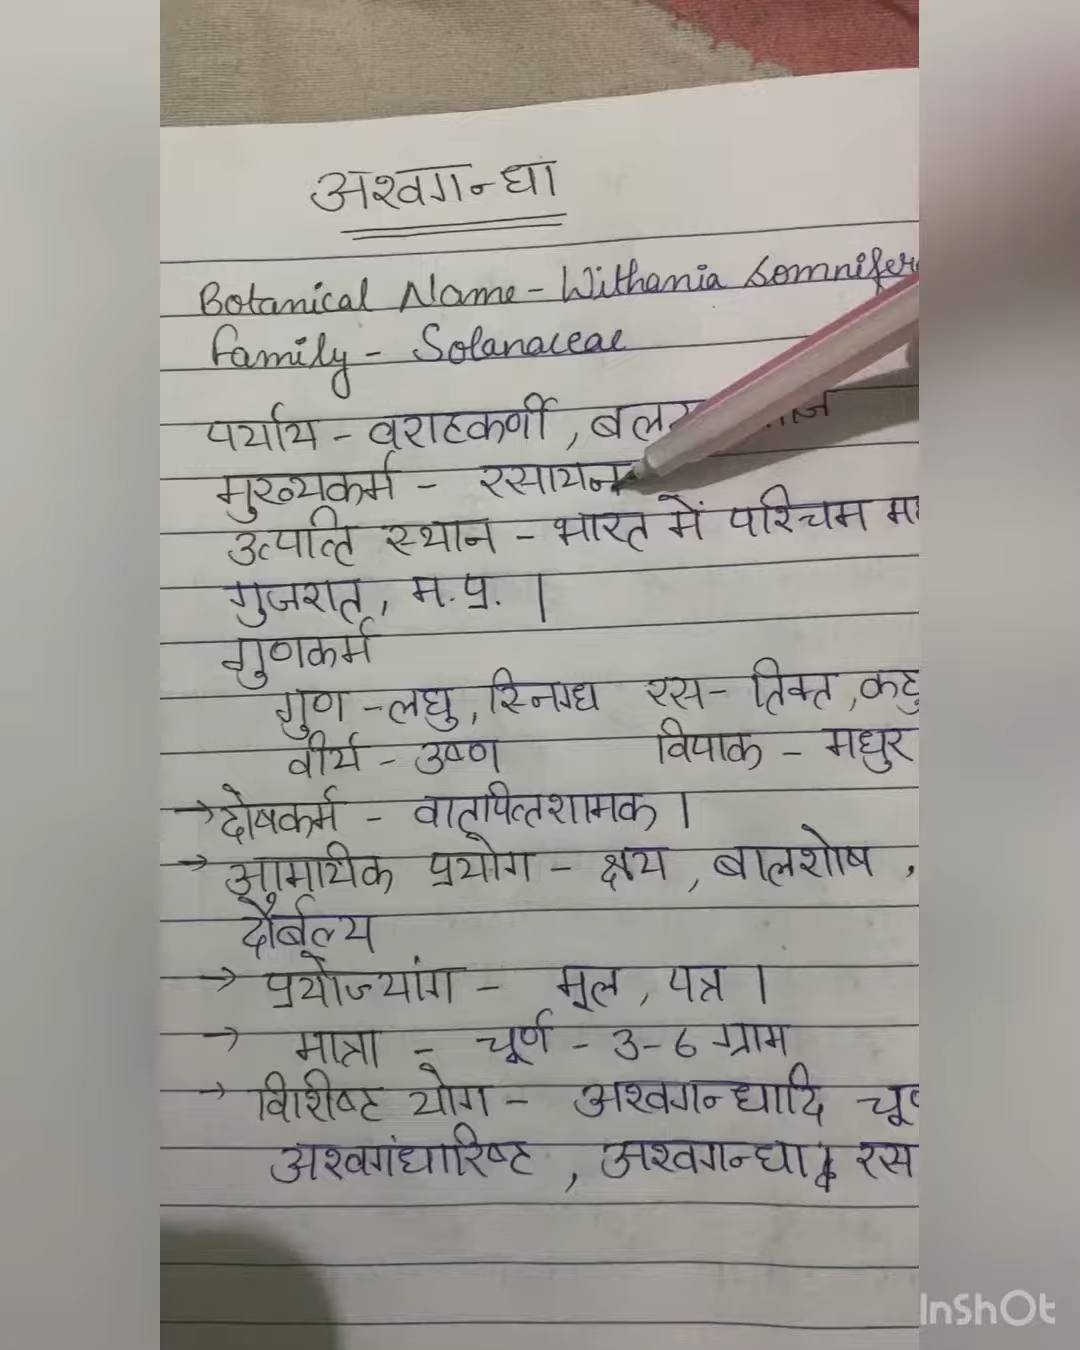 अश्वगन्धा
Botanical Name - Withania somnifer
family - Solanaceae
पर्याय - वराहकर्णी,
मुख्यकर्म - रसायन
उत्पत्ति स्थान - भारत में पश्चिम
गुजरात, म.प्र. |
गुणकर्म
गुण - लघु, स्निग्ध रस - तिक्त, कटु
वीर्य - उष्ण विपाक - मधुर
→ दोषकर्म - वातपित्तशामक |
→ आमायिक प्रयोग - क्षय, बालशोष,
दौर्बल्य
→ प्रयोज्यांग - मूल, पत्र |
→ मात्रा - चूर्ण - 3-6 ग्राम
→ विशिष्ट योग - अश्वगन्धादि
अश्वगंधारिष्ट, अश्वगन्धा रस
InShOt